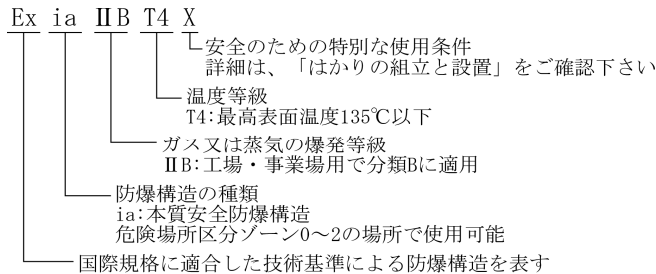 Ex ia ⅡB T4 X
安全のための特別な使用条件
詳細は、「はかりの組立と設置」をご確認下さい
温度等級
T4:最高表面温度135℃以下
ガス又は蒸気の爆発等級
ⅡB:工場・事業場用で分類Bに適用
防爆構造の種類
ia:本質安全防爆構造
危険場所区分ゾーン0～2の場所で使用可能
国際規格に適合した技術基準による防爆構造を表す